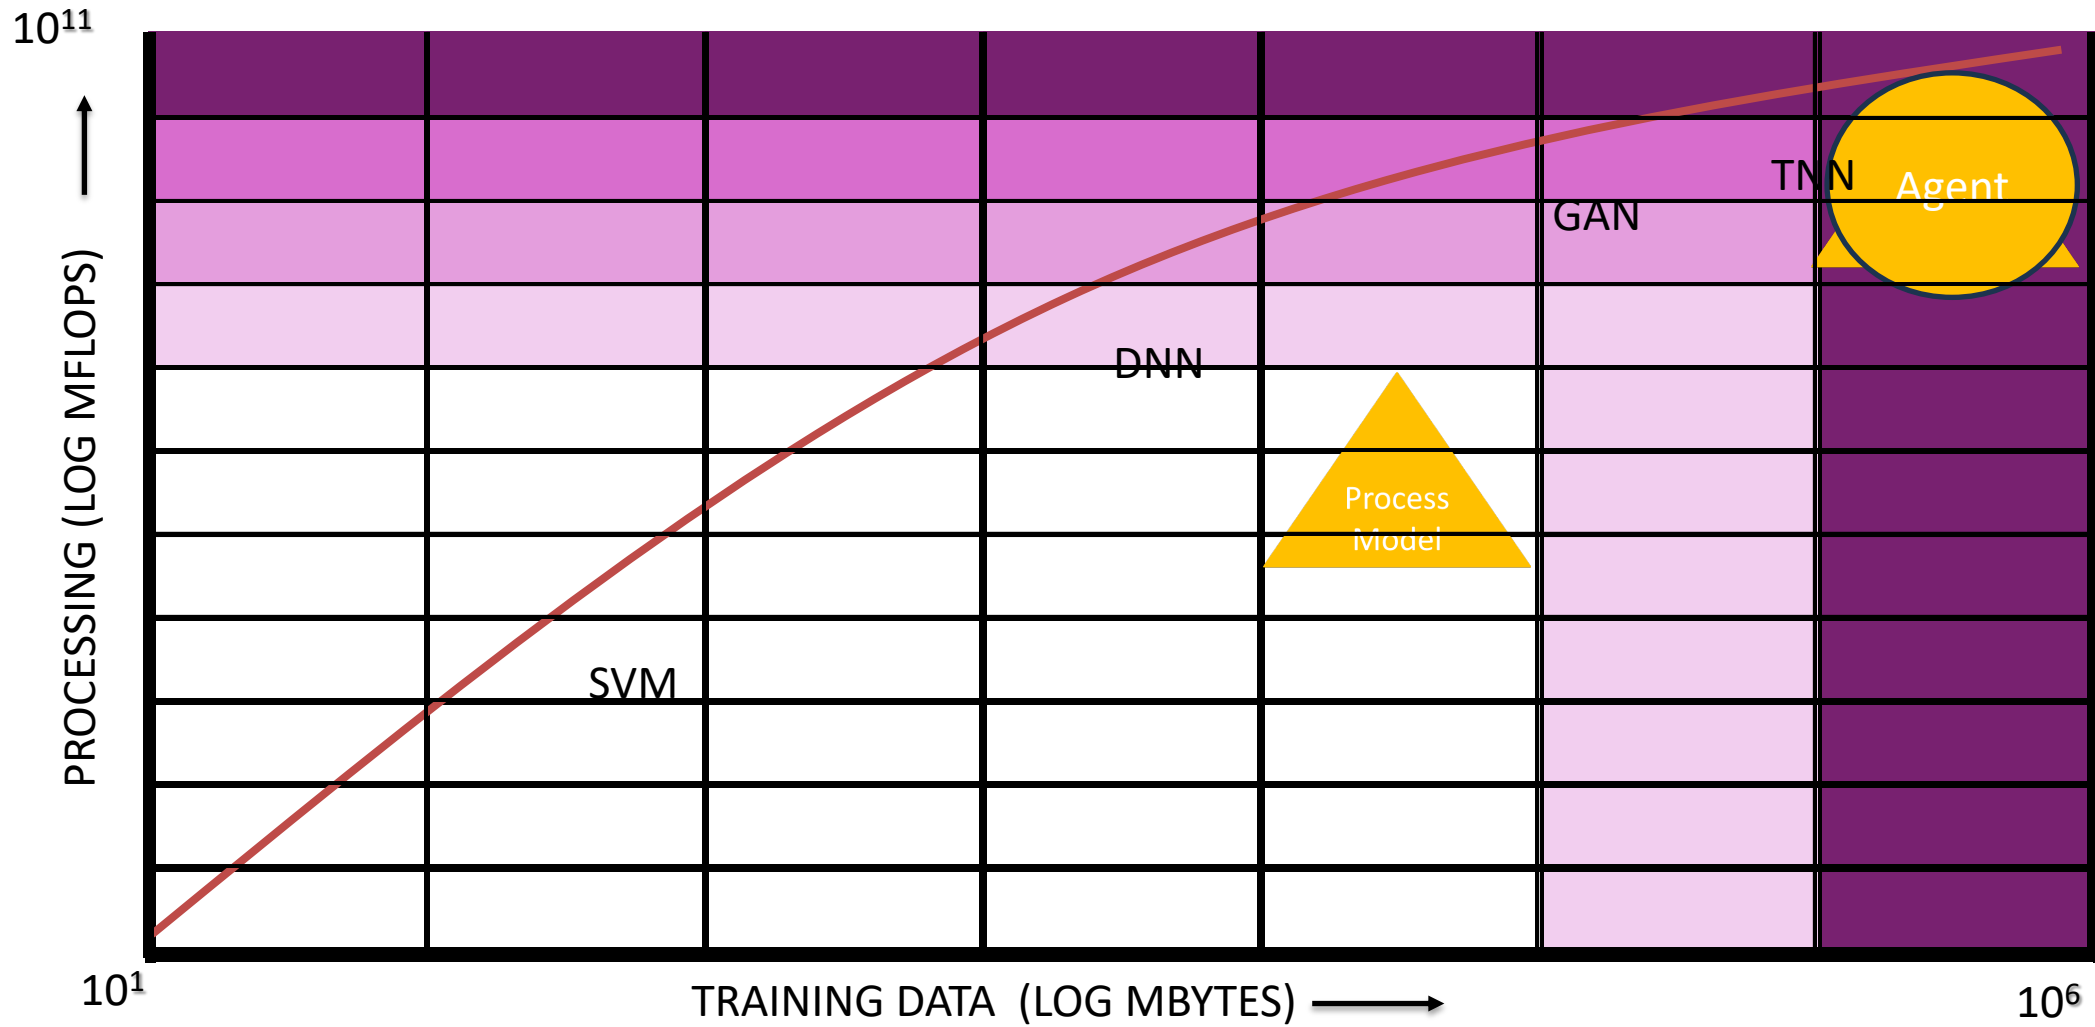 10¹¹
PROCESSING (LOG MFLOPS)
TNN
Agent
GAN
DNN
Process
Model
SVM
10¹
TRAINING DATA (LOG MBYTES)
10⁶